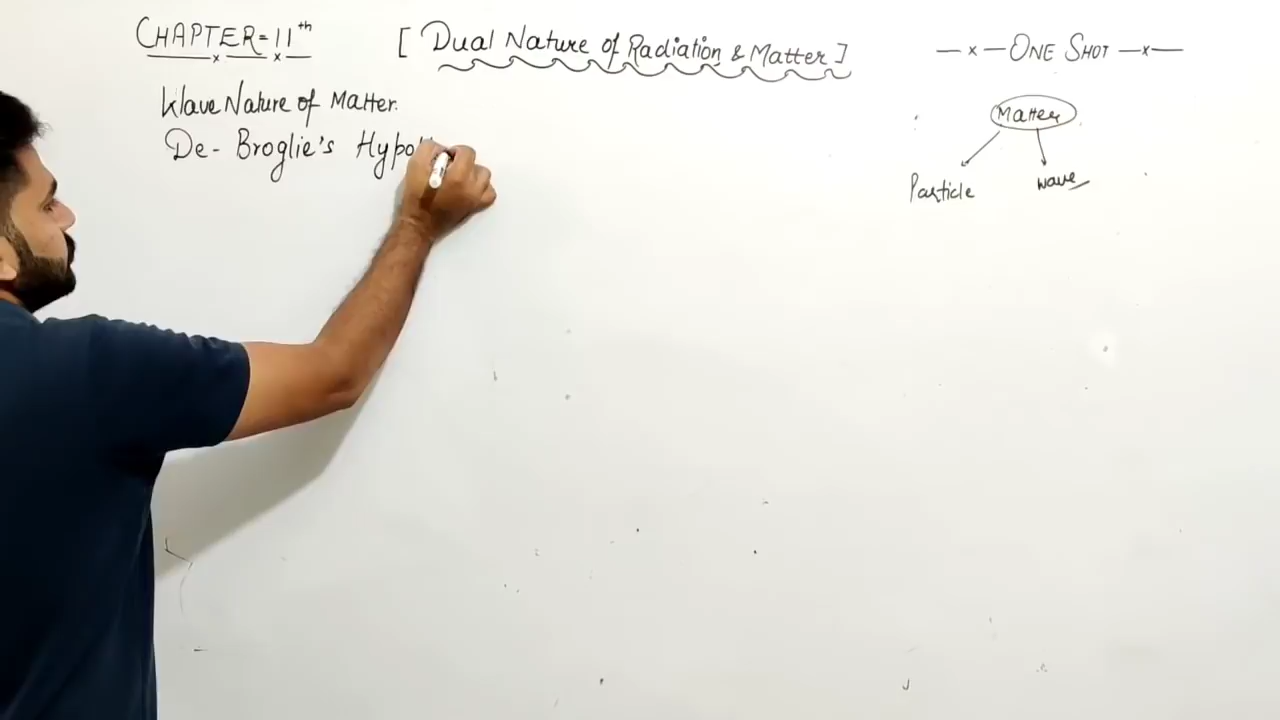 CHAPTER-11th [Dual Nature of Radiation & Matter] -x- ONE SHOT -x-
Wave Nature of Matter.
De-Broglie's
Matter
Particle wave